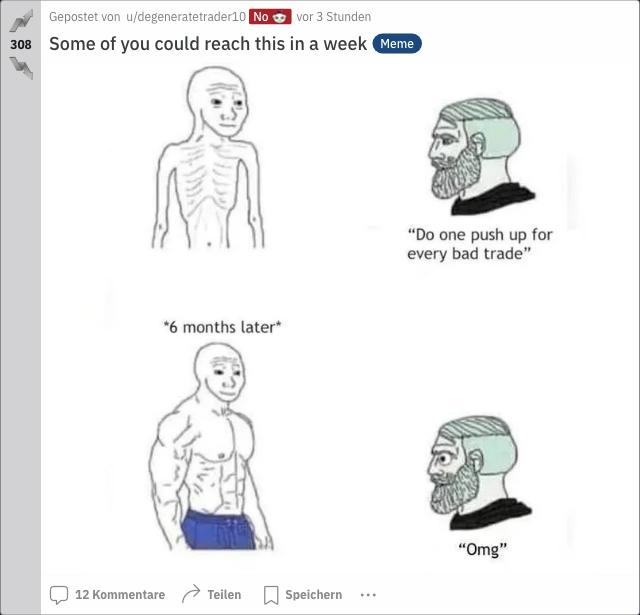 Gepostet von u/degeneratetrader10 No vor 3 Stunden
308
Some of you could reach this in a week Meme
“Do one push up for
every bad trade”
*6 months later*
“Omg”
12 Kommentare Teilen Speichern